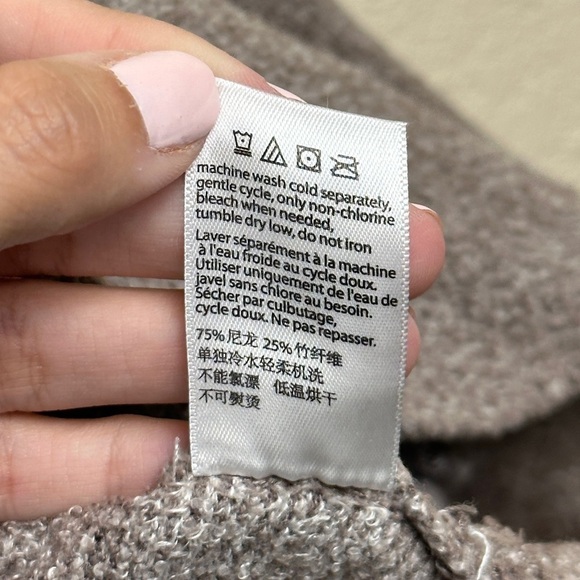 machine wash cold separately,
gentle cycle, only non-chlorine
bleach when needed,
tumble dry low, do not iron
Laver séparément à la machine
à l'eau froide au cycle doux.
Utiliser uniquement de l'eau de
javel sans chlore au besoin.
Sécher par culbutage,
cycle doux. Ne pas repasser.
75%尼龙 25%竹纤维
单独冷水轻柔机洗
不能氯漂 低温烘干
不可熨烫